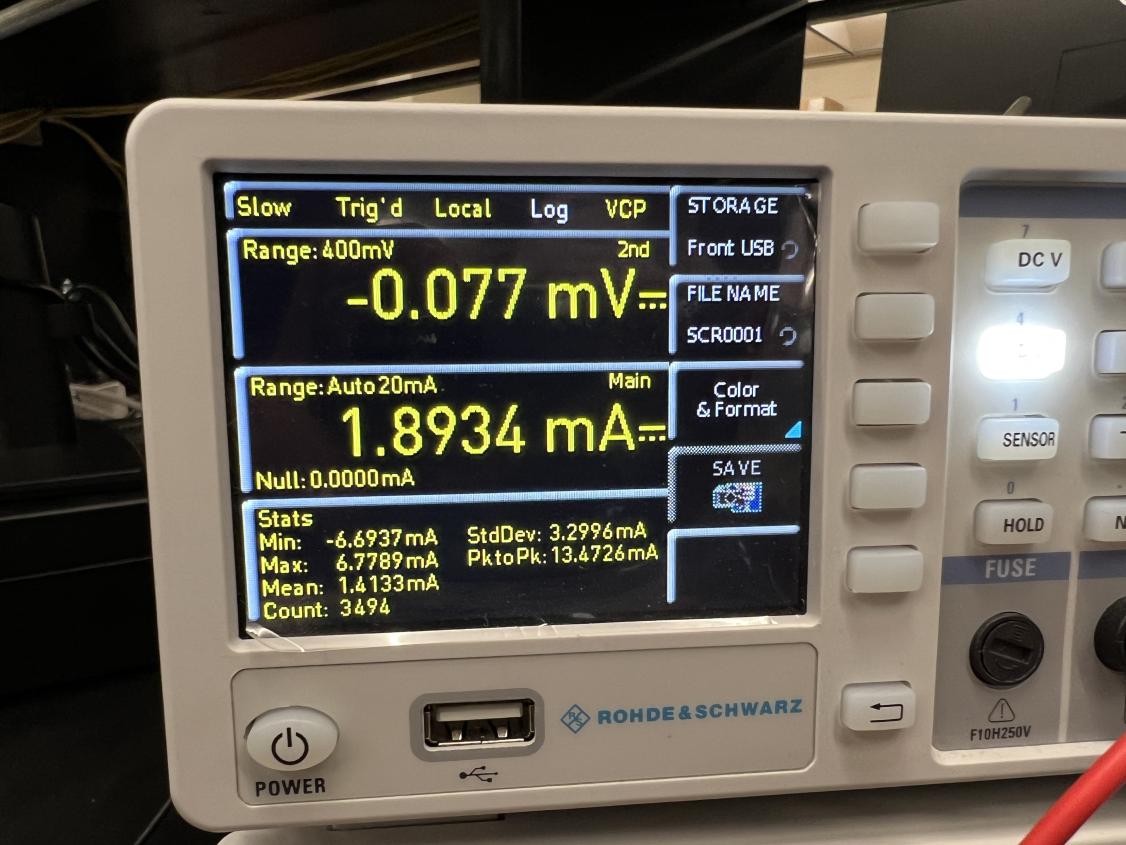 Slow Trig'd Local Log VCP
Range:400mV 2nd
-0.077 mV
Range:Auto20mA Main
1.8934 mA
Null:0.0000mA
Stats
Min: -6.6937mA StdDev: 3.2996mA
Max: 6.7789mA PktoPk:13.4726mA
Mean: 1.4133mA
Count: 3494
STORAGE
Front USB
FILE NAME
SCR0001
Color
& Format
SAVE
7
DC V
4
1
SENSOR
0
HOLD
FUSE
F10H250V
POWER
ROHDE&SCHWARZ